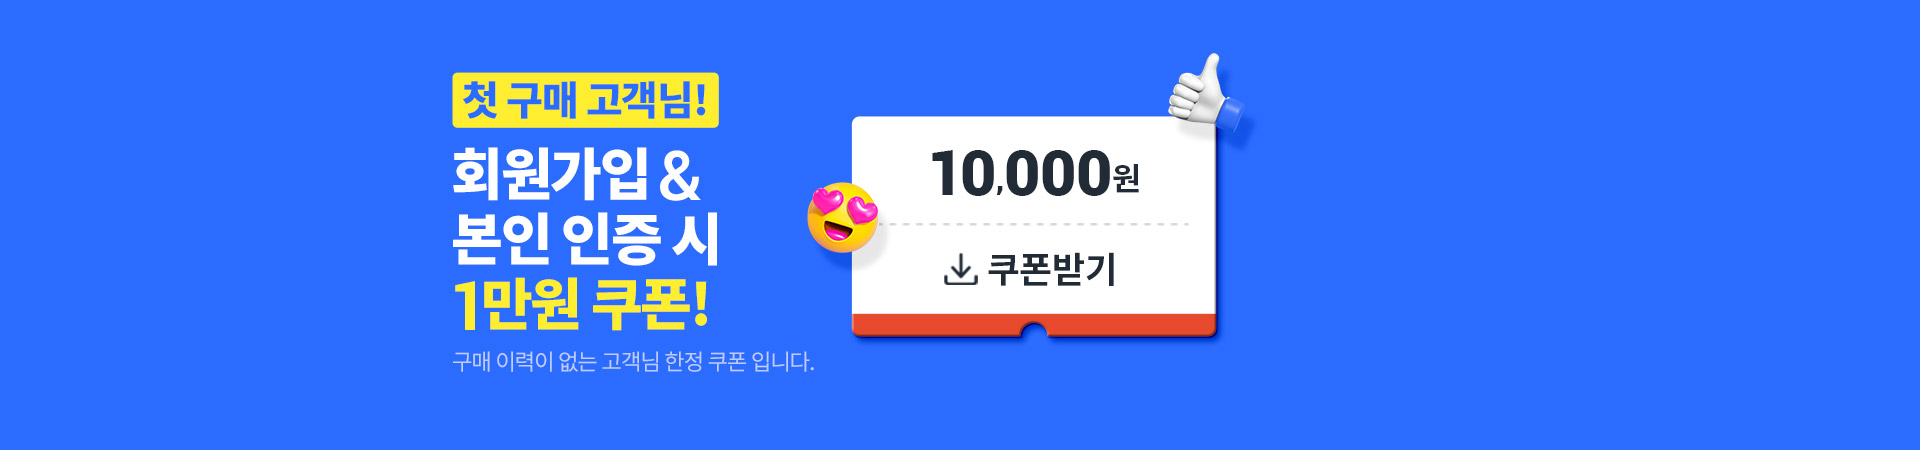 첫 구매 고객님!
회원가입 &
본인 인증 시
1만원 쿠폰!
구매 이력이 없는 고객님 한정 쿠폰 입니다.
10,000원
쿠폰받기